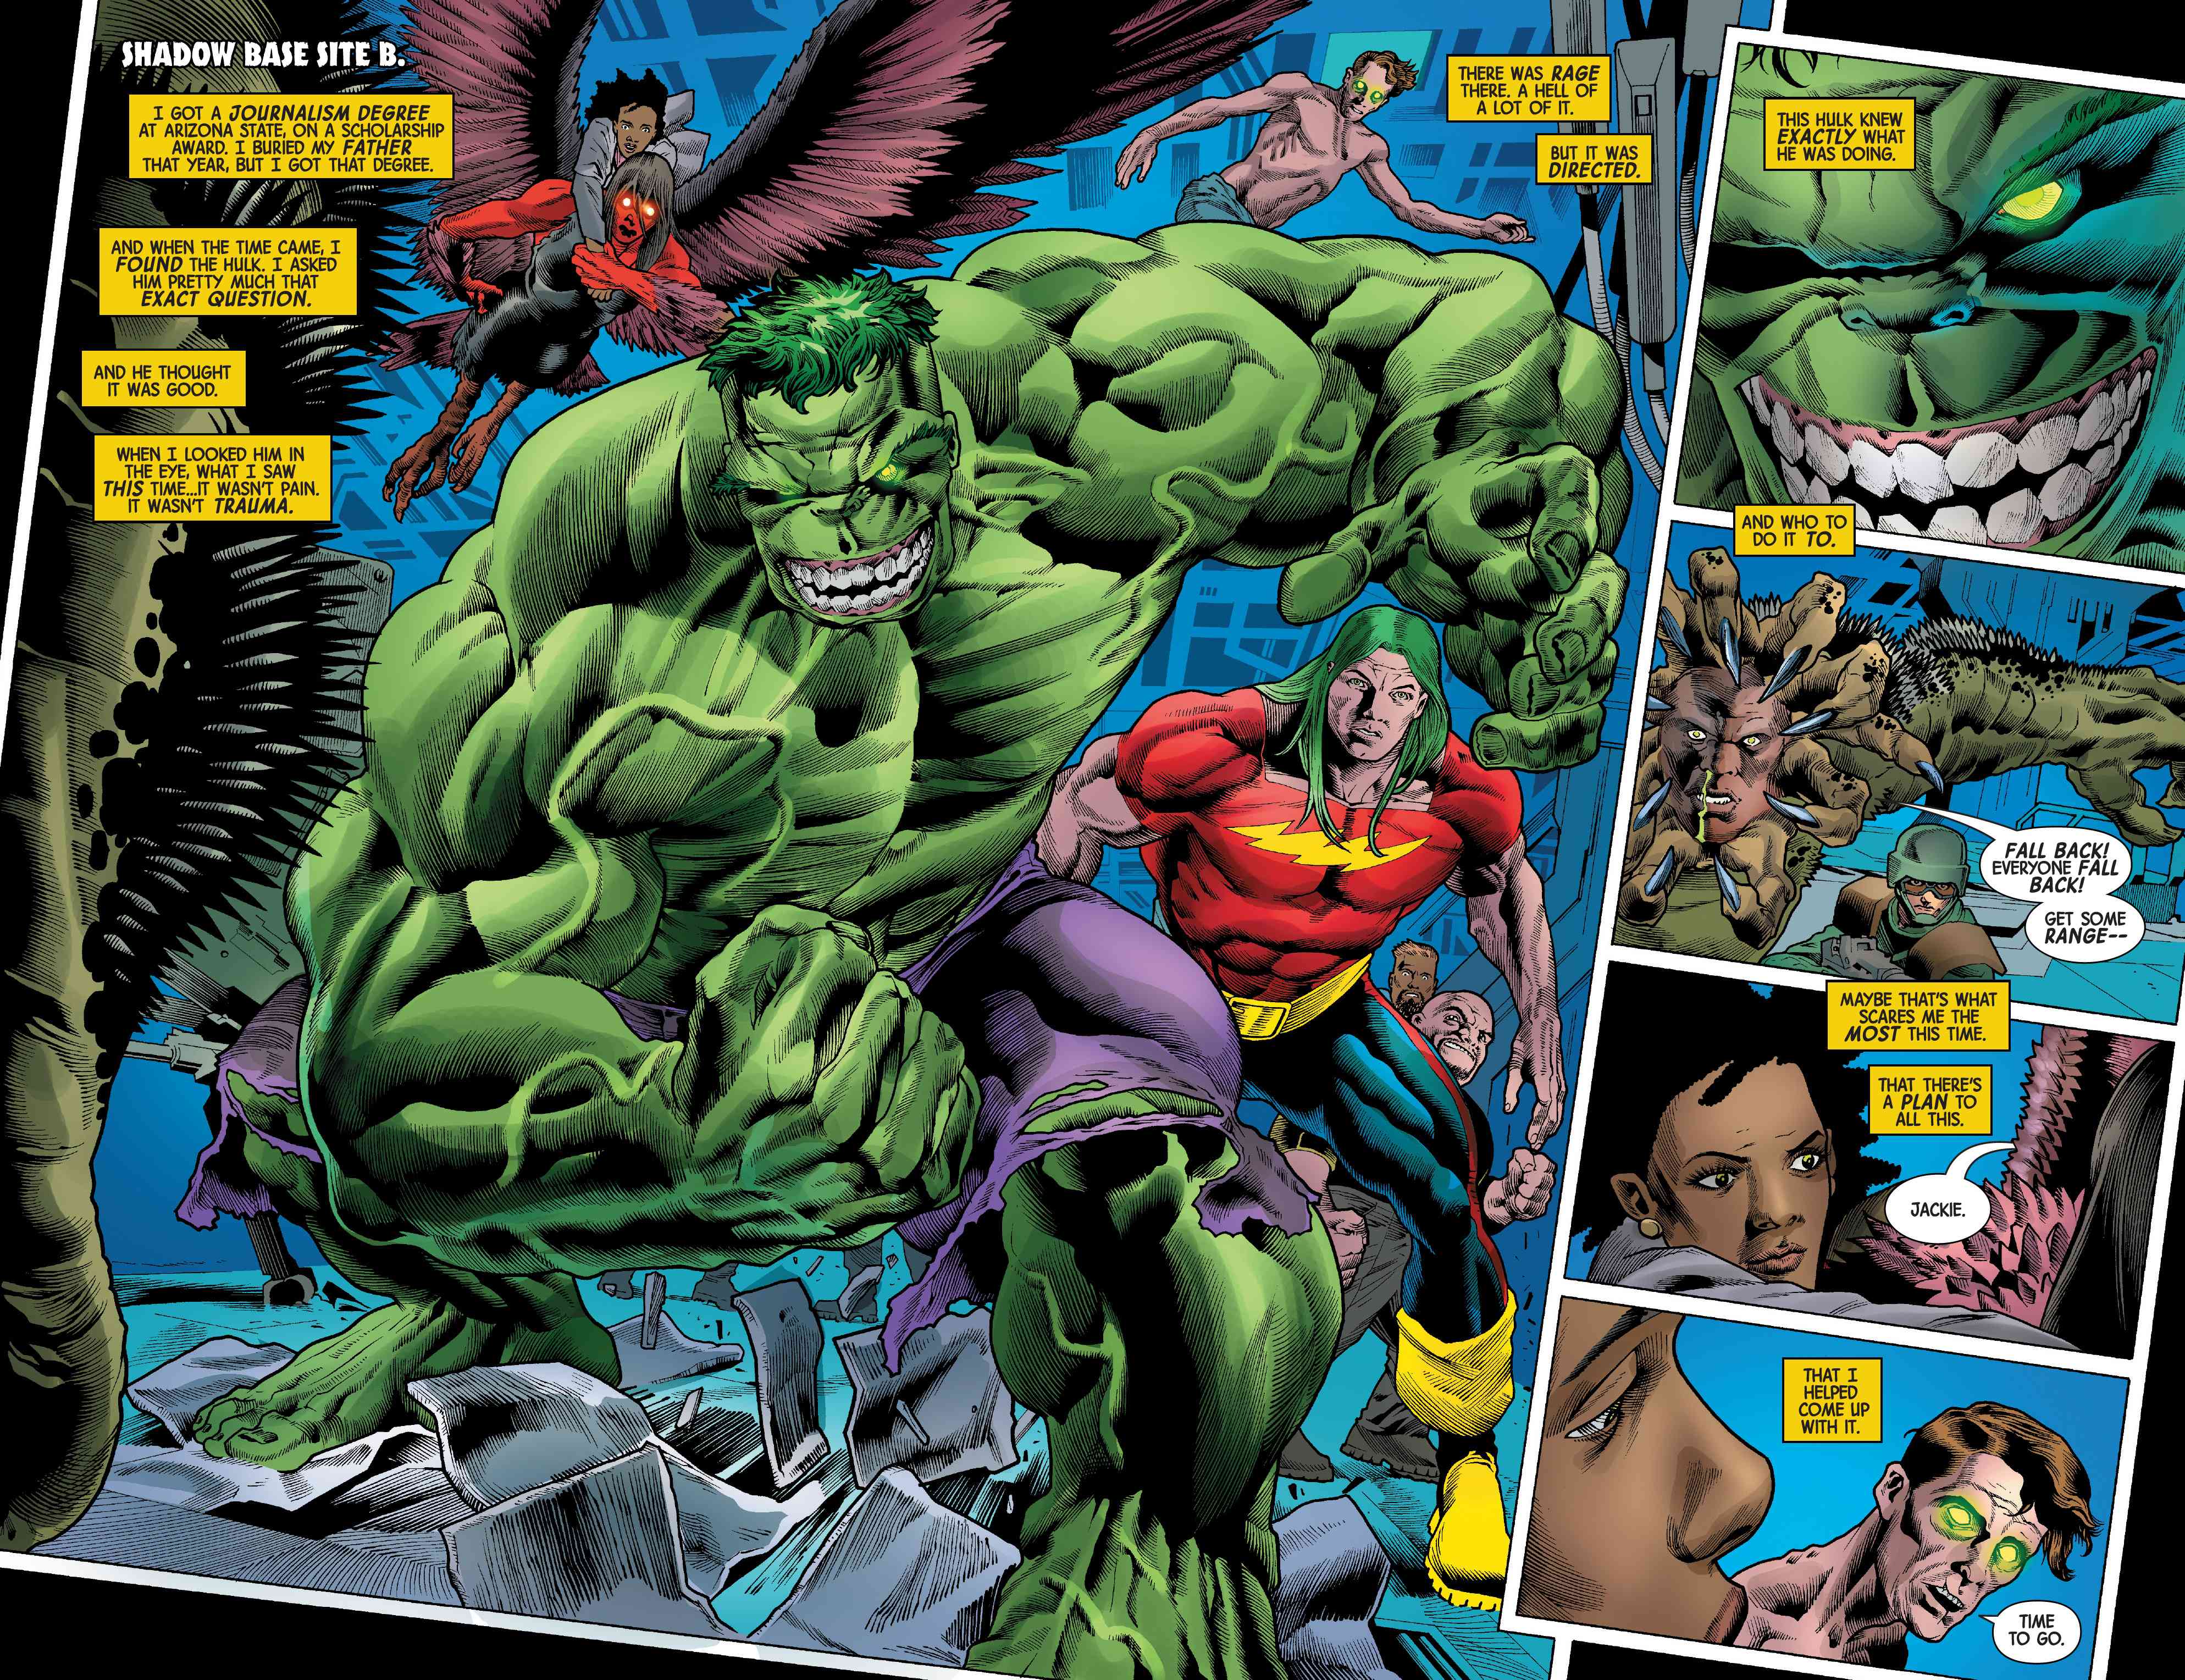 SHADOW BASE SITE B.
I GOT A JOURNALISM DEGREE
AT ARIZONA STATE, ON A SCHOLARSHIP
AWARD. I BURIED MY FATHER
THAT YEAR, BUT I GOT THAT DEGREE.
AND WHEN THE TIME CAME, I
FOUND THE HULK. I ASKED
HIM PRETTY MUCH THAT
EXACT QUESTION.
AND HE THOUGHT
IT WAS GOOD.
WHEN I LOOKED HIM IN
THE EYE, WHAT I SAW
THIS TIME...IT WASN'T PAIN.
IT WASN'T TRAUMA.
THERE WAS RAGE
THERE. A HELL OF
A LOT OF IT.
BUT IT WAS
DIRECTED.
THIS HULK KNEW
EXACTLY WHAT
HE WAS DOING.
AND WHO TO
DO IT TO.
FALL BACK!
EVERYONE FALL
BACK!
GET SOME
RANGE--
MAYBE THAT'S WHAT
SCARES ME THE
MOST THIS TIME.
THAT THERE'S
A PLAN TO
ALL THIS.
JACKIE.
THAT I
HELPED
COME UP
WITH IT.
TIME
TO GO.